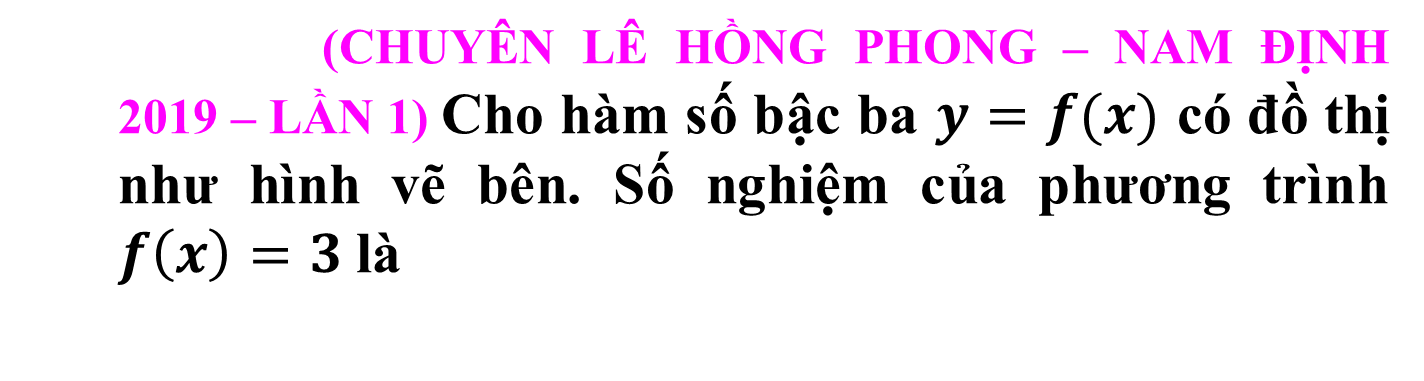 (CHUYÊN LÊ HỒNG PHONG – NAM ĐỊNH
2019 – LẦN 1) Cho hàm số bậc ba y = f(x) có đồ thị
như hình vẽ bên. Số nghiệm của phương trình
f(x) = 3 là